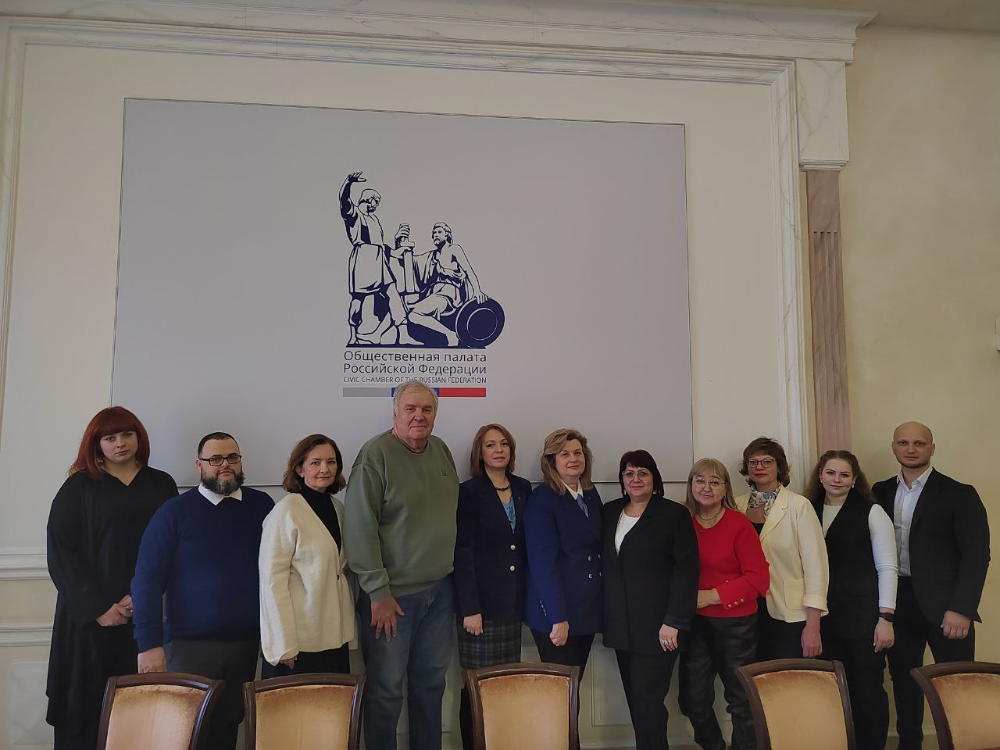 Общественная палата
Российской Федерации
CIVIC CHAMBER OF THE RUSSIAN FEDERATION